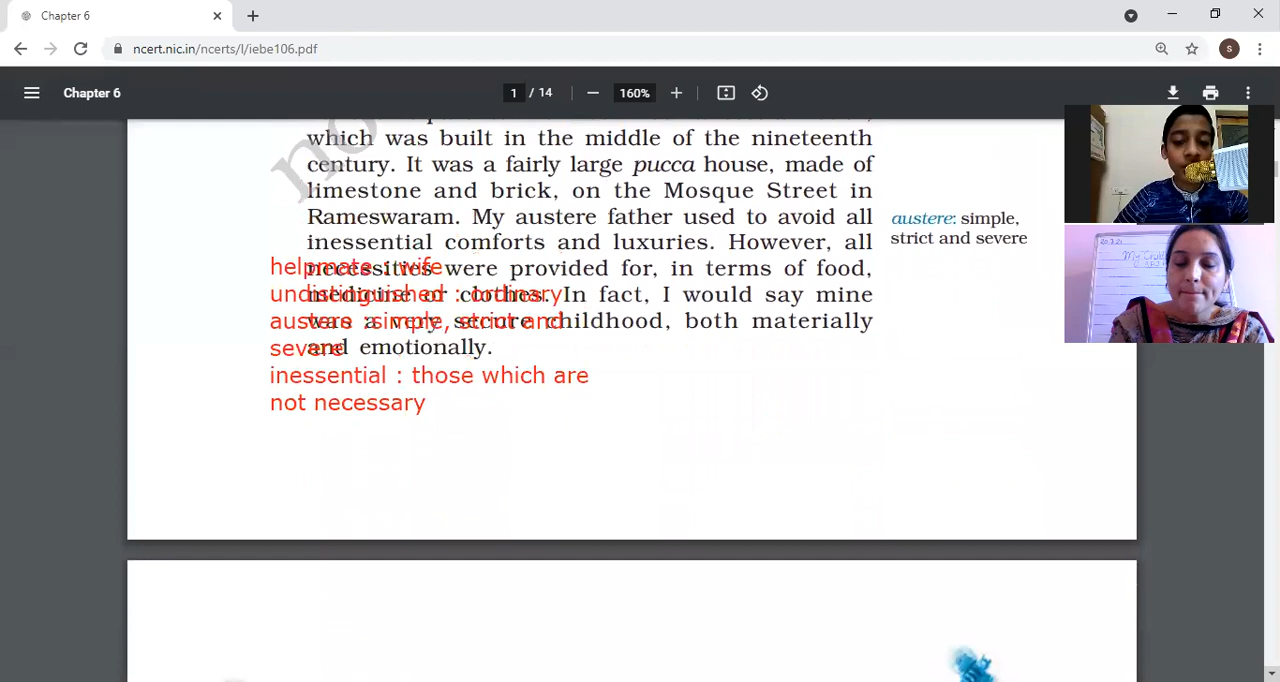 Chapter 6
ncert.nic.in/ncerts/l/iebe106.pdf
S
Chapter 6
1 / 14
160%
which was built in the middle of the nineteenth
century. It was a fairly large pucca house, made of
limestone and brick, on the Mosque Street in
Rameswaram. My austere father used to avoid all
inessential comforts and luxuries. However, all
necessities were provided for, in terms of food,
medicine or clothes. In fact, I would say mine
was a very secure childhood, both materially
and emotionally.
austere: simple,
strict and severe
helpmate : wife
undistinguished : ordinary
austere : simple, strict and
severe
inessential : those which are
not necessary
no